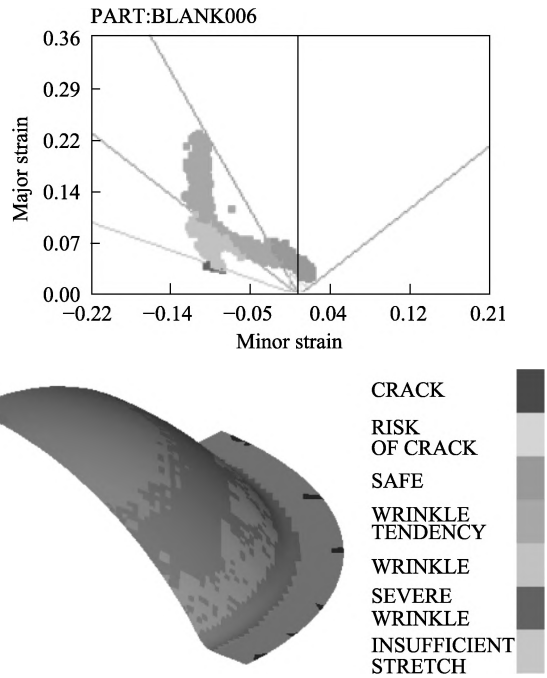 PART:BLANK006
0.36
0.29
0.22
0.14
0.07
0.00
Major strain
−0.22 −0.14 −0.05 0.04 0.12 0.21
Minor strain
CRACK
RISK
OF CRACK
SAFE
WRINKLE
TENDENCY
WRINKLE
SEVERE
WRINKLE
INSUFFICIENT
STRETCH